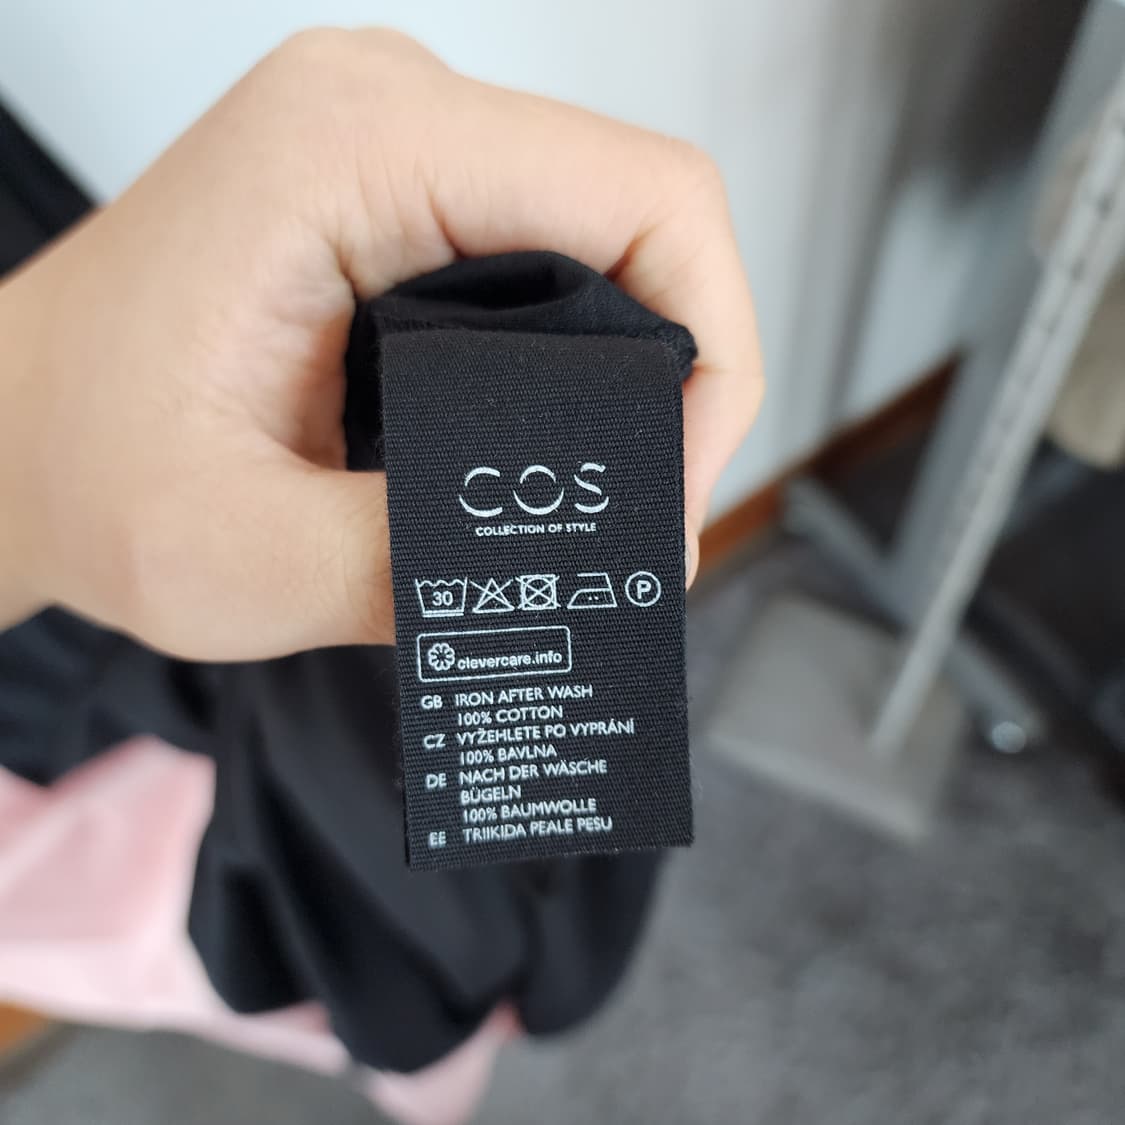 COS
COLLECTION OF STYLE
30 P
clevercare.info
GB IRON AFTER WASH
100% COTTON
CZ VYŽEHLETE PO VYPRÁNÍ
100% BAVLNA
DE NACH DER WÄSCHE
BÜGELN
100% BAUMWOLLE
EE TRIIKIDA PEALE PESU